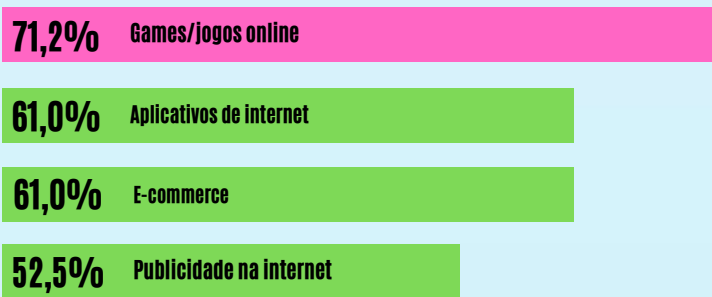 71,2% Games/jogos online
61,0% Aplicativos de internet
61,0% E-commerce
52,5% Publicidade na internet